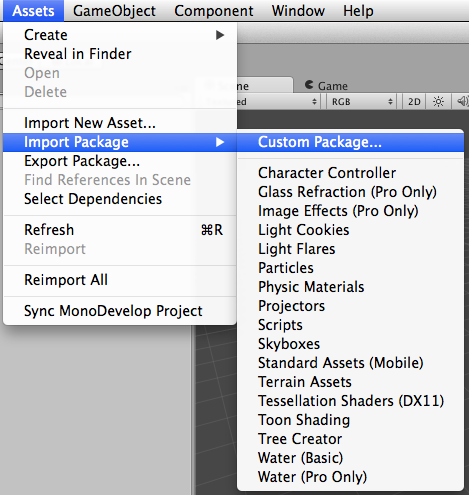 Assets GameObject Component Window Help
Create
Reveal in Finder
Open
Delete
Game
RGB 2D
Import New Asset...
Import Package
Export Package...
Find References In Scene
Select Dependencies
Refresh ⌘R
Reimport
Reimport All
Sync MonoDevelop Project
Custom Package...
Character Controller
Glass Refraction (Pro Only)
Image Effects (Pro Only)
Light Cookies
Light Flares
Particles
Physic Materials
Projectors
Scripts
Skyboxes
Standard Assets (Mobile)
Terrain Assets
Tessellation Shaders (DX11)
Toon Shading
Tree Creator
Water (Basic)
Water (Pro Only)